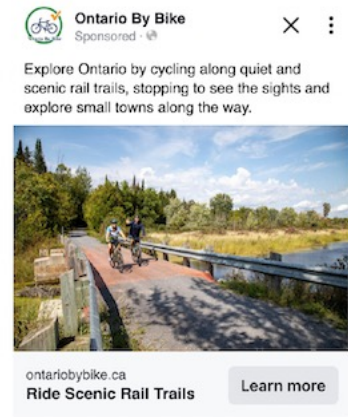 Ontario By Bike
Sponsored ·
Explore Ontario by cycling along quiet and
scenic rail trails, stopping to see the sights and
explore small towns along the way.
ontariobybike.ca
Ride Scenic Rail Trails
Learn more